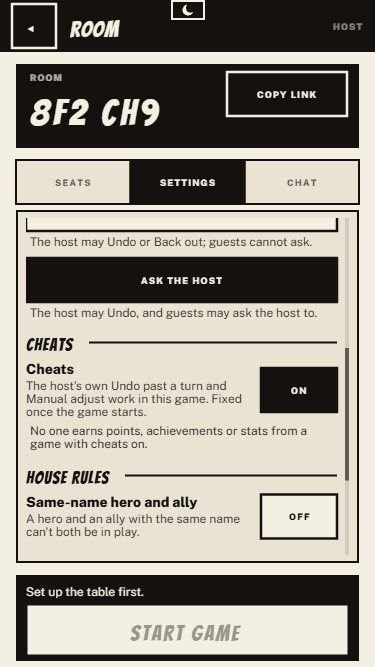 ROOM
HOST
ROOM
8F2 CH9
COPY LINK
SEATS
SETTINGS
CHAT
The host may Undo or Back out; guests cannot ask.
ASK THE HOST
The host may Undo, and guests may ask the host to.
CHEATS
Cheats
The host's own Undo past a turn and
Manual adjust work in this game. Fixed
once the game starts.
ON
No one earns points, achievements or stats from a
game with cheats on.
HOUSE RULES
Same-name hero and ally
A hero and an ally with the same name
can't both be in play.
OFF
Set up the table first.
START GAME